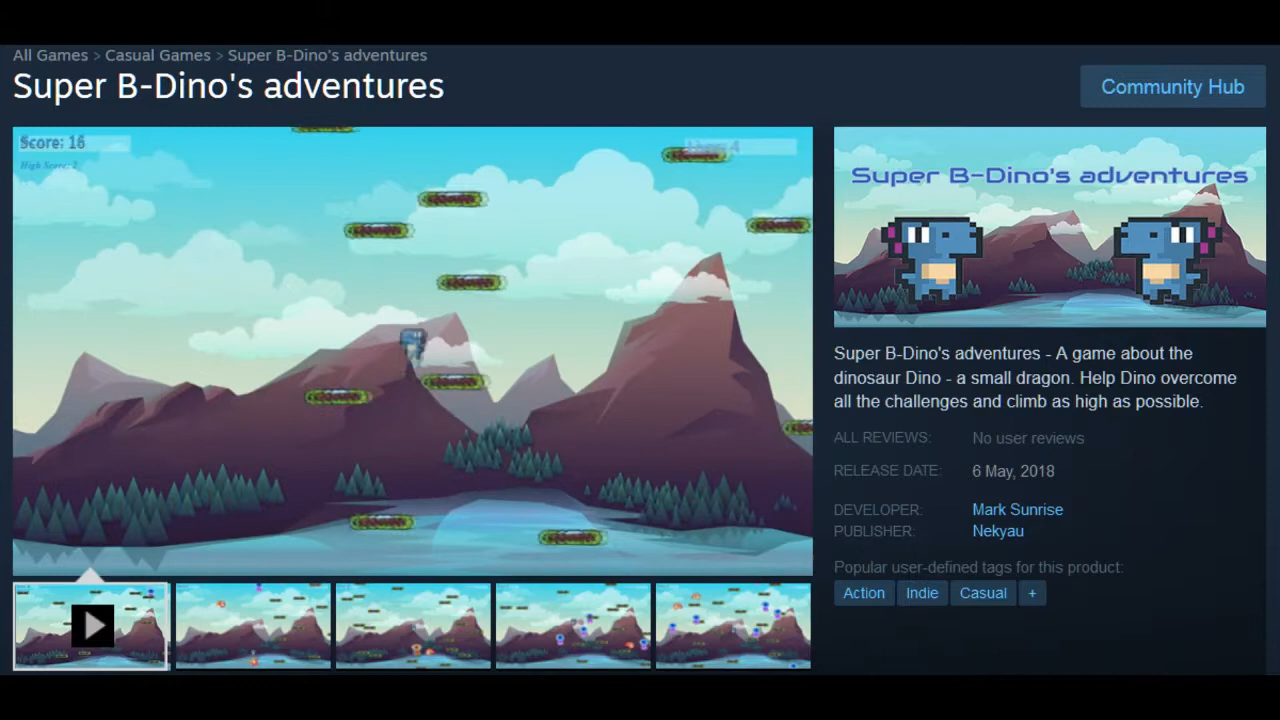 All Games > Casual Games > Super B-Dino's adventures
Super B-Dino's adventures
Community Hub
Score: 16
High Score: 2
Super B-Dino's adventures
Super B-Dino's adventures - A game about the
dinosaur Dino - a small dragon. Help Dino overcome
all the challenges and climb as high as possible.
ALL REVIEWS: No user reviews
RELEASE DATE: 6 May, 2018
DEVELOPER: Mark Sunrise
PUBLISHER: Nekyau
Popular user-defined tags for this product:
Action Indie Casual +